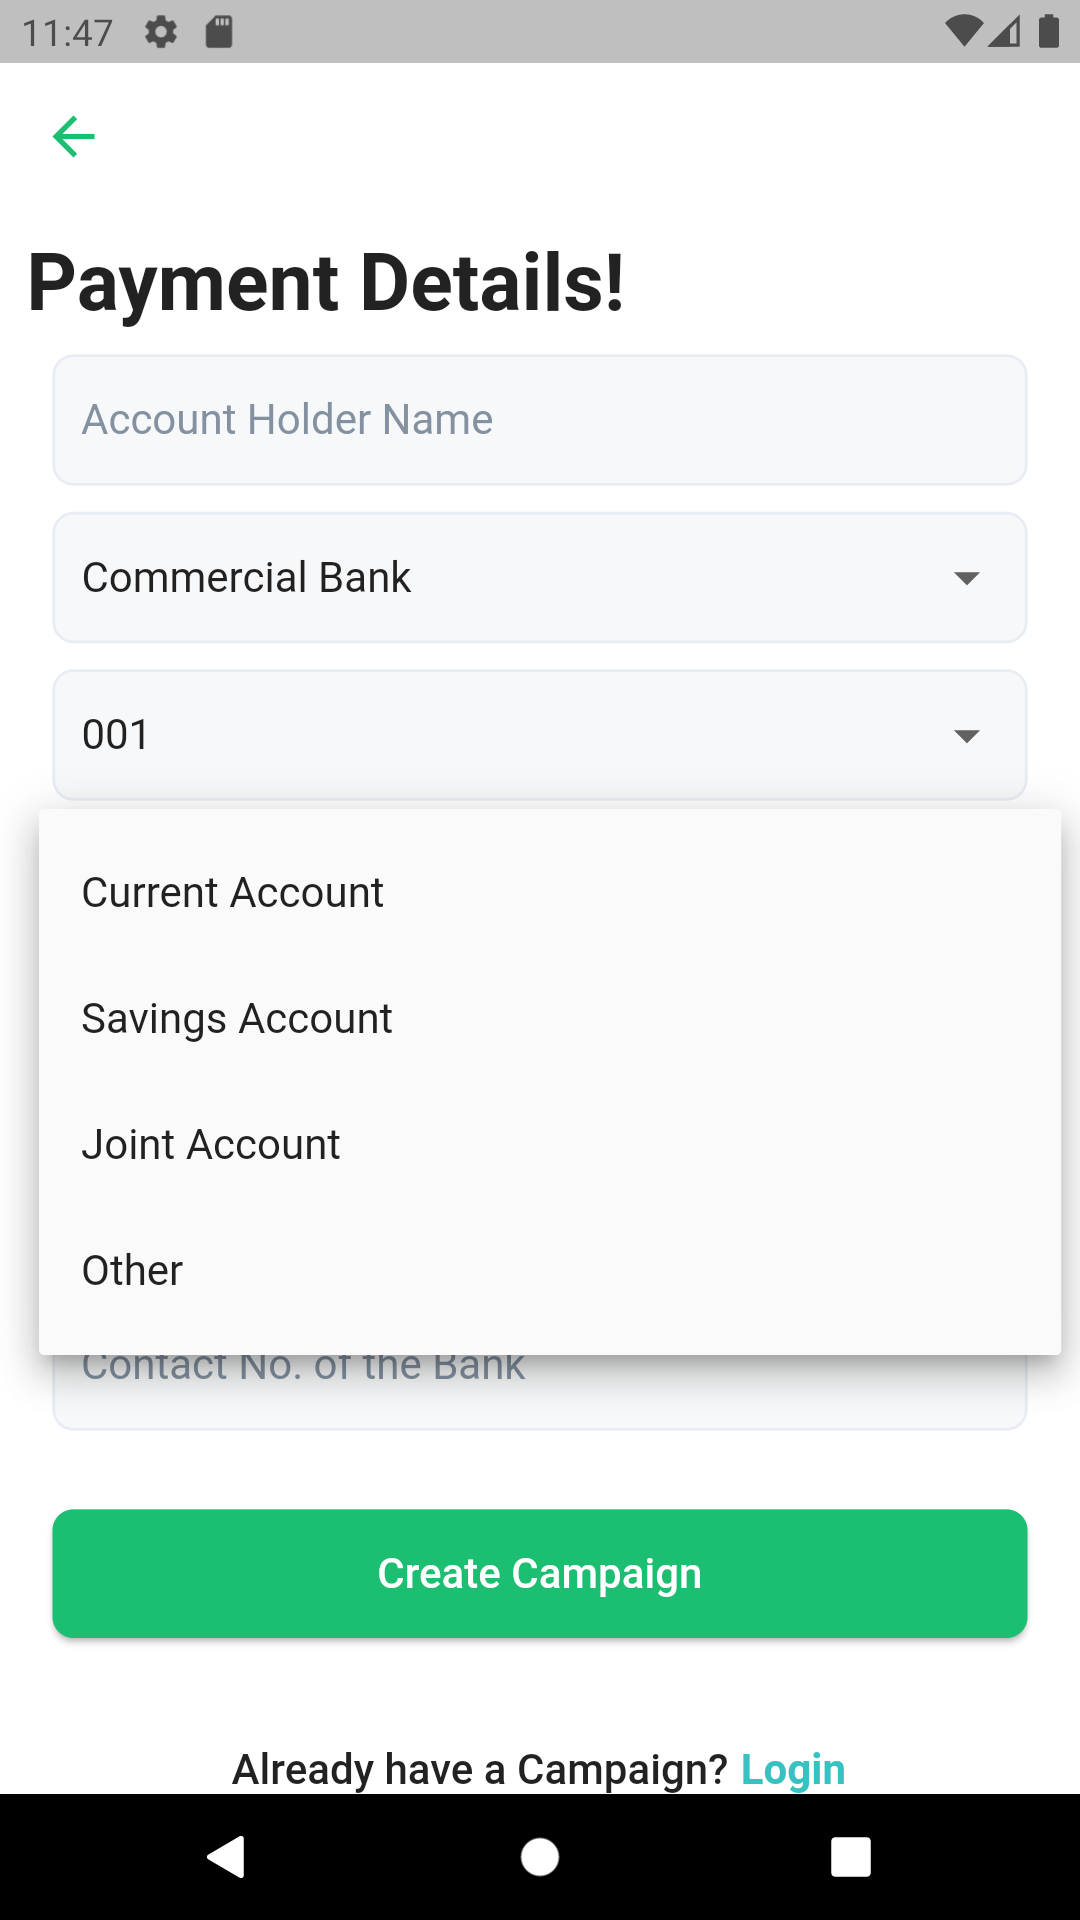 11:47
Payment Details!
Account Holder Name
Commercial Bank
001
Current Account
Savings Account
Joint Account
Other
Contact No. of the Bank
Create Campaign
Already have a Campaign? Login